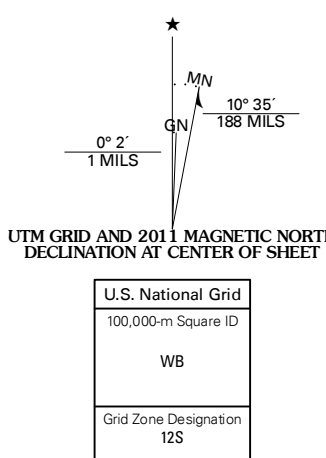 ★
MN
GN
10° 35´
188 MILS
0° 2´
1 MILS
UTM GRID AND 2011 MAGNETIC NORTH
DECLINATION AT CENTER OF SHEET
U.S. National Grid
100,000-m Square ID
WB
Grid Zone Designation
12S